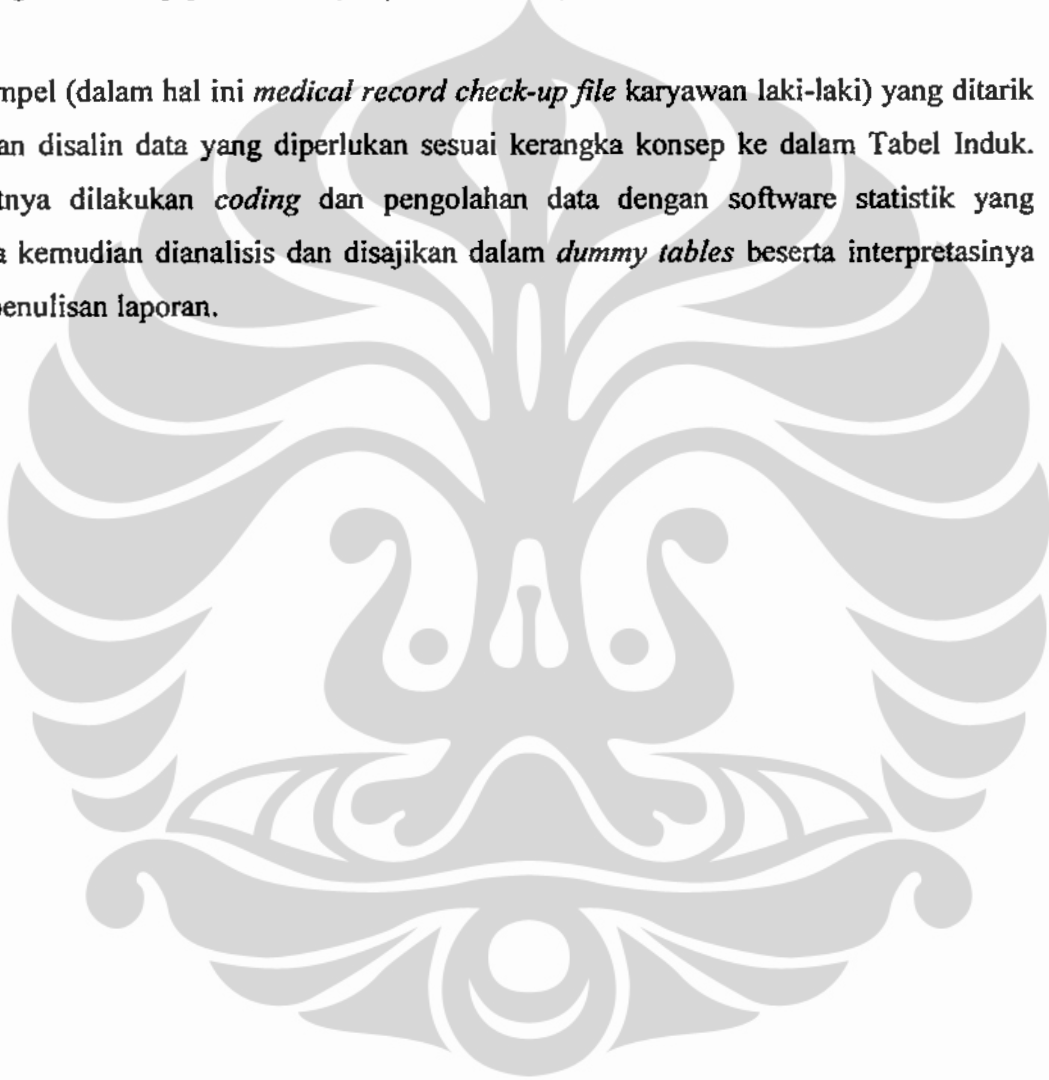 mpel (dalam hal ini medical record check-up file karyawan laki-laki) yang ditarik
an disalin data yang diperlukan sesuai kerangka konsep ke dalam Tabel Induk.
tnya dilakukan coding dan pengolahan data dengan software statistik yang
a kemudian dianalisis dan disajikan dalam dummy tables beserta interpretasinya
penulisan laporan.